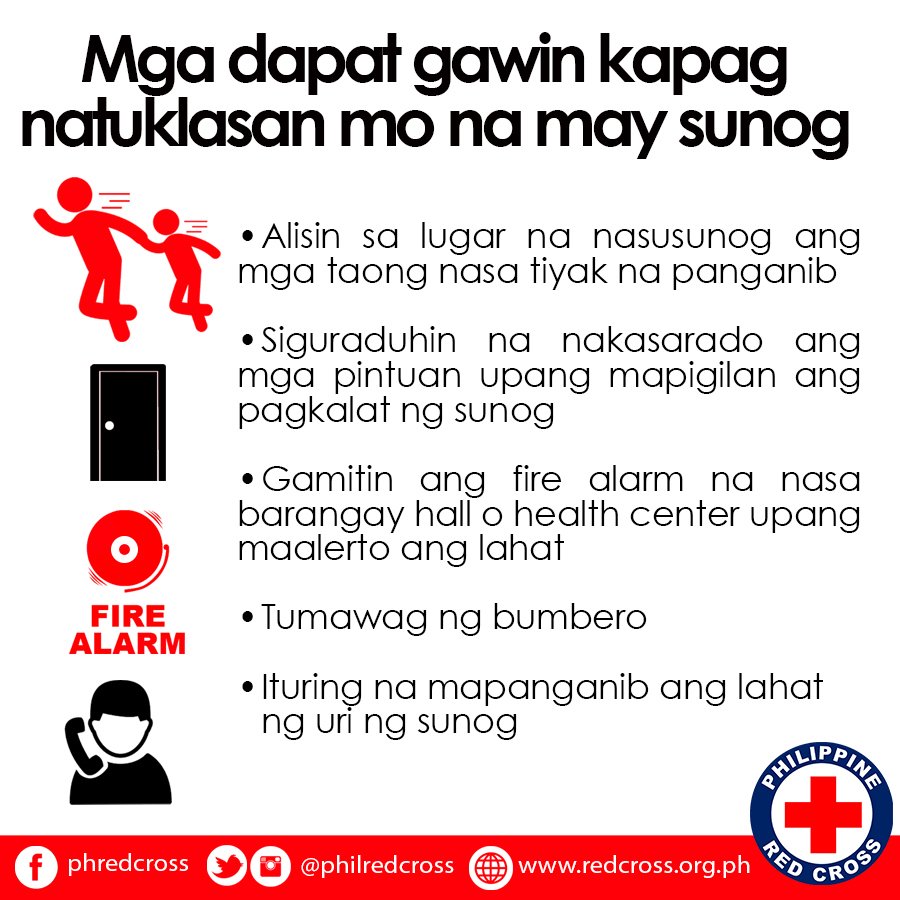 Mga dapat gawin kapag
natuklasan mo na may sunog
•Alisin sa lugar na nasusunog ang
mga taong nasa tiyak na panganib
•Siguraduhin na nakasarado ang
mga pintuan upang mapigilan ang
pagkalat ng sunog
•Gamitin ang fire alarm na nasa
barangay hall o health center upang
maalerto ang lahat
FIRE
ALARM
•Tumawag ng bumbero
•Ituring na mapanganib ang lahat
ng uri ng sunog
PHILIPPINE
RED CROSS
phredcross
@philredcross
www.redcross.org.ph